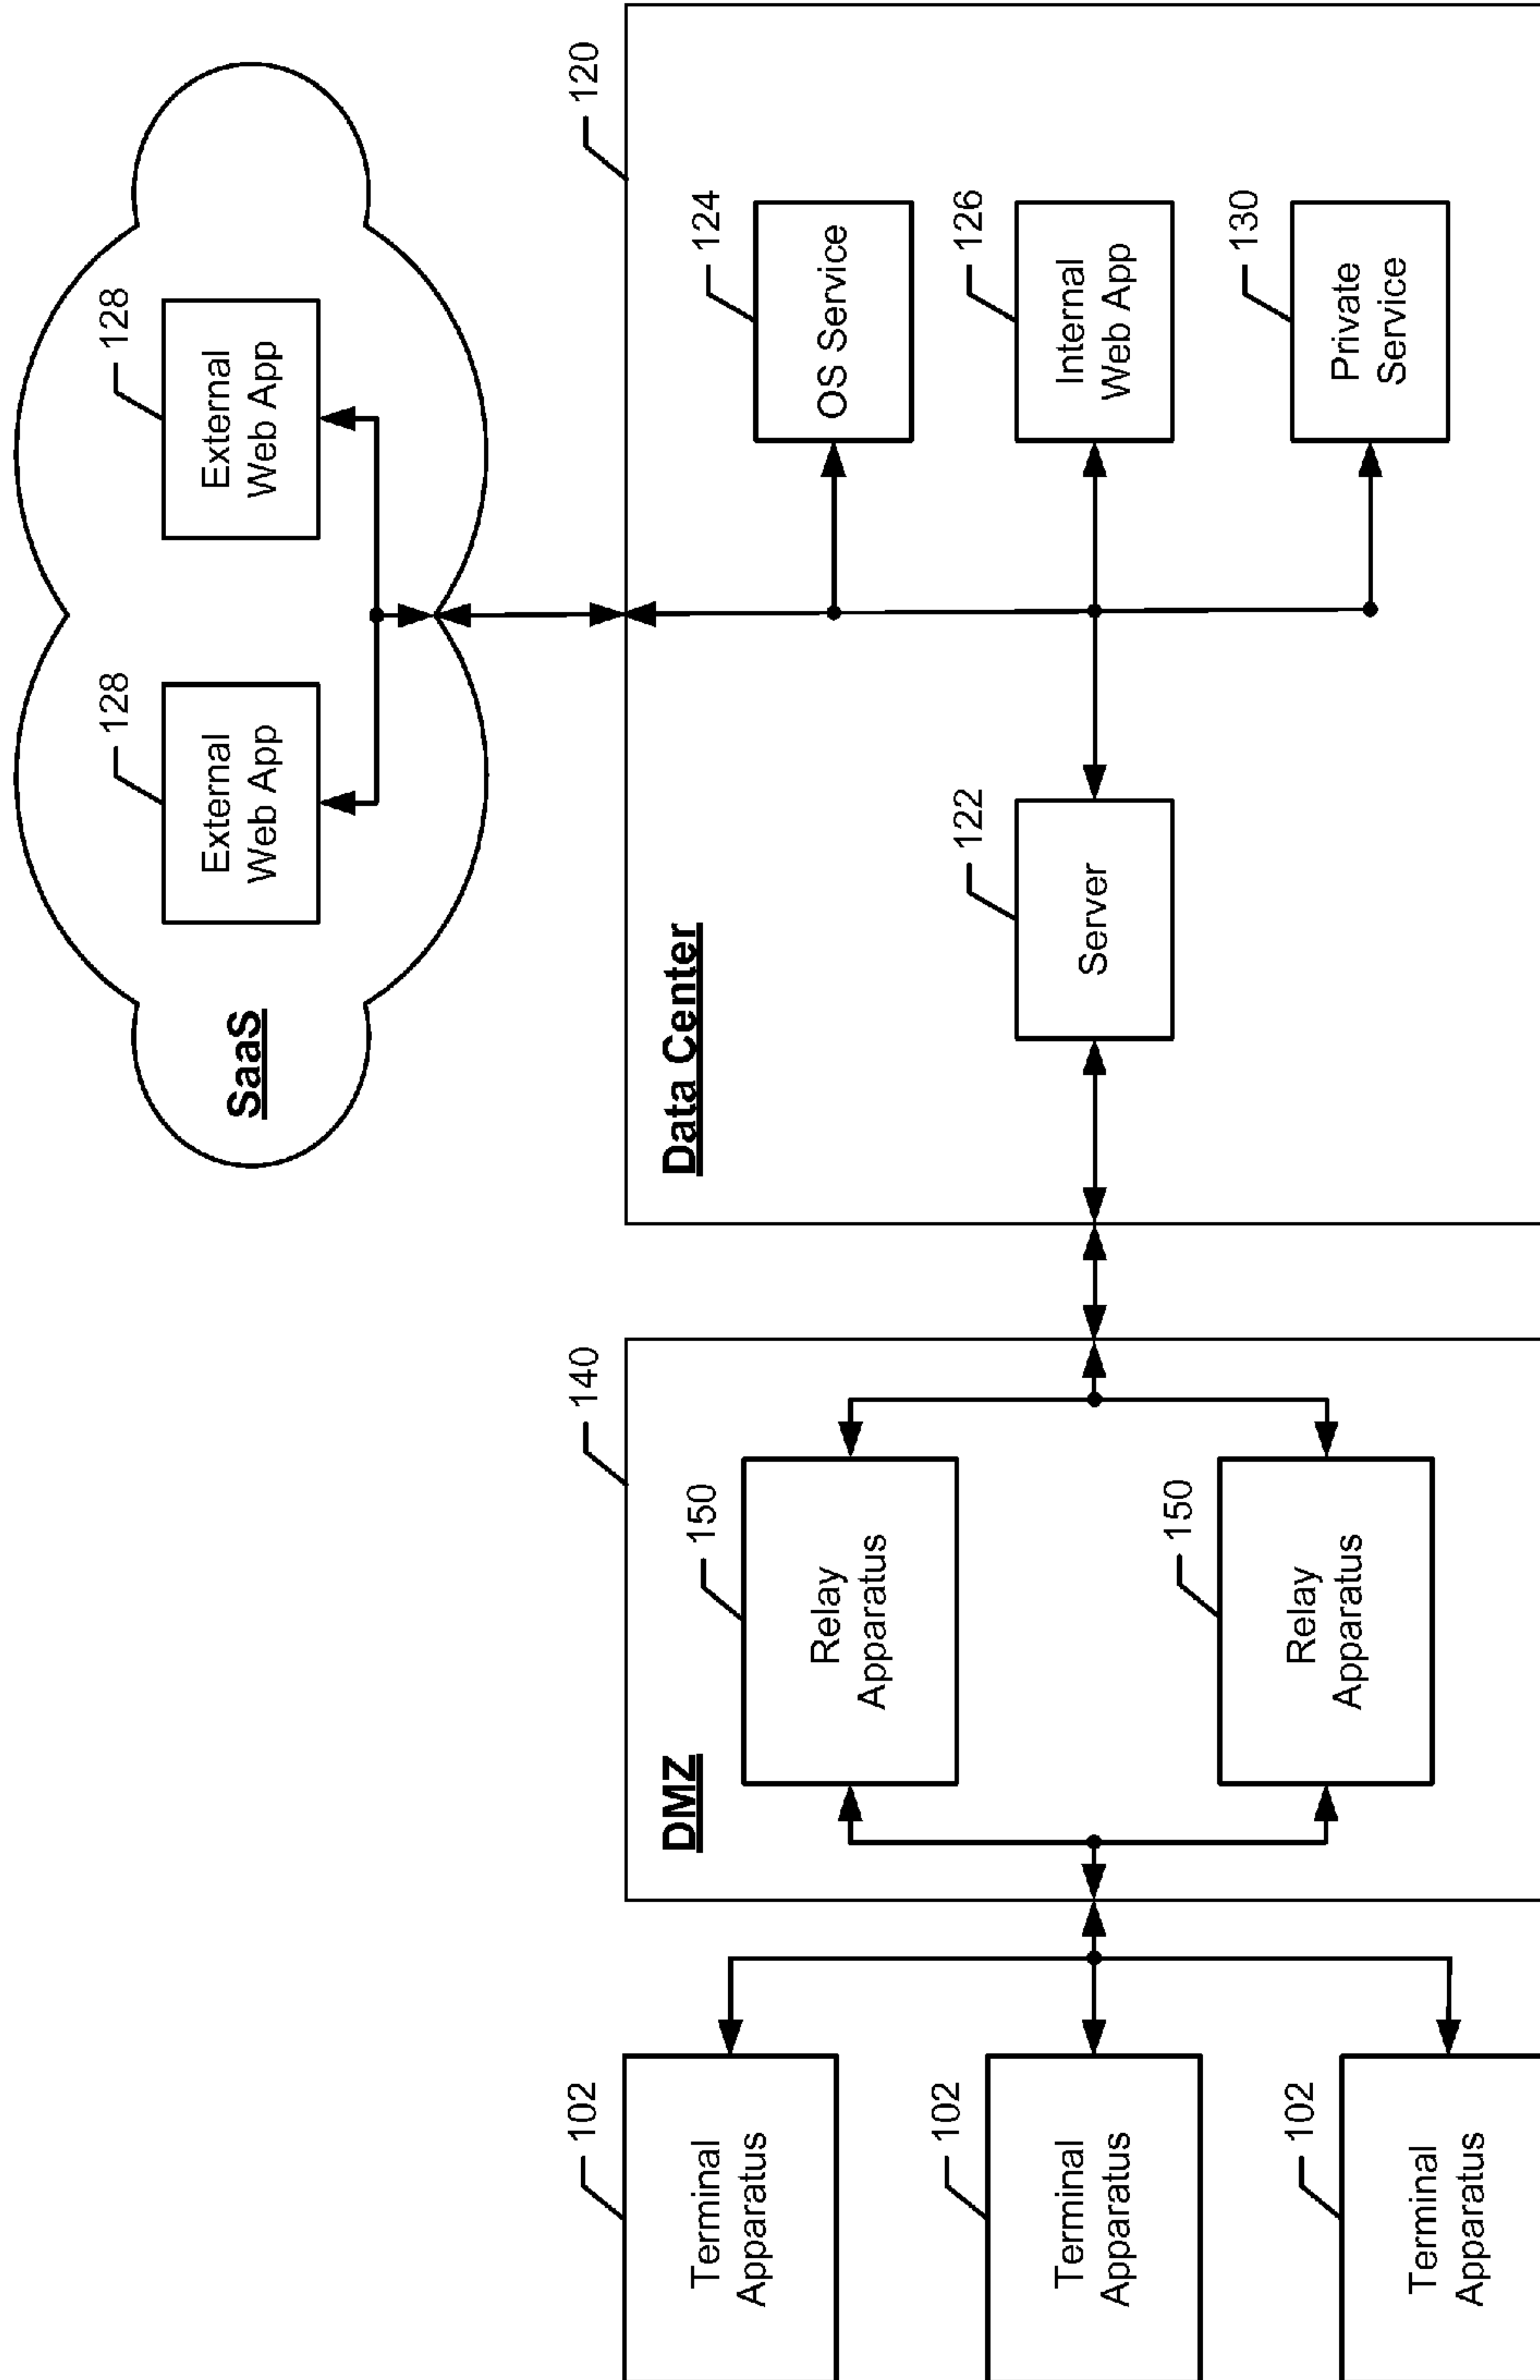 SaaS
128
External
Web App
128
External
Web App
120
Data Center
122
Server
124
OS Service
126
Internal
Web App
130
Private
Service
140
DMZ
150
Relay
Apparatus
150
Relay
Apparatus
102
Terminal
Apparatus
102
Terminal
Apparatus
102
Terminal
Apparatus